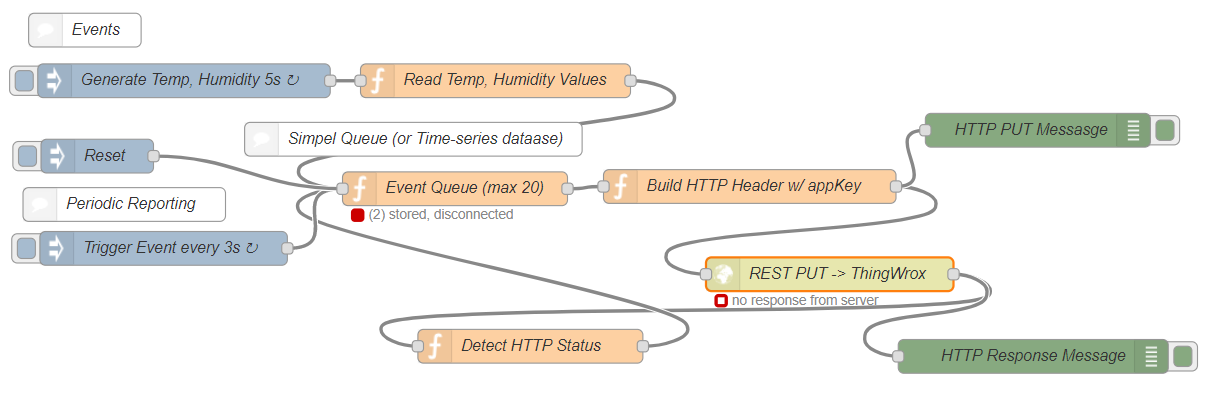 Events
Generate Temp, Humidity 5s ↻
Read Temp, Humidity Values
Simpel Queue (or Time-series dataase)
HTTP PUT Messasge
Reset
Event Queue (max 20)
Build HTTP Header w/ appKey
(2) stored, disconnected
Periodic Reporting
Trigger Event every 3s ↻
REST PUT -> ThingWrox
no response from server
Detect HTTP Status
HTTP Response Message